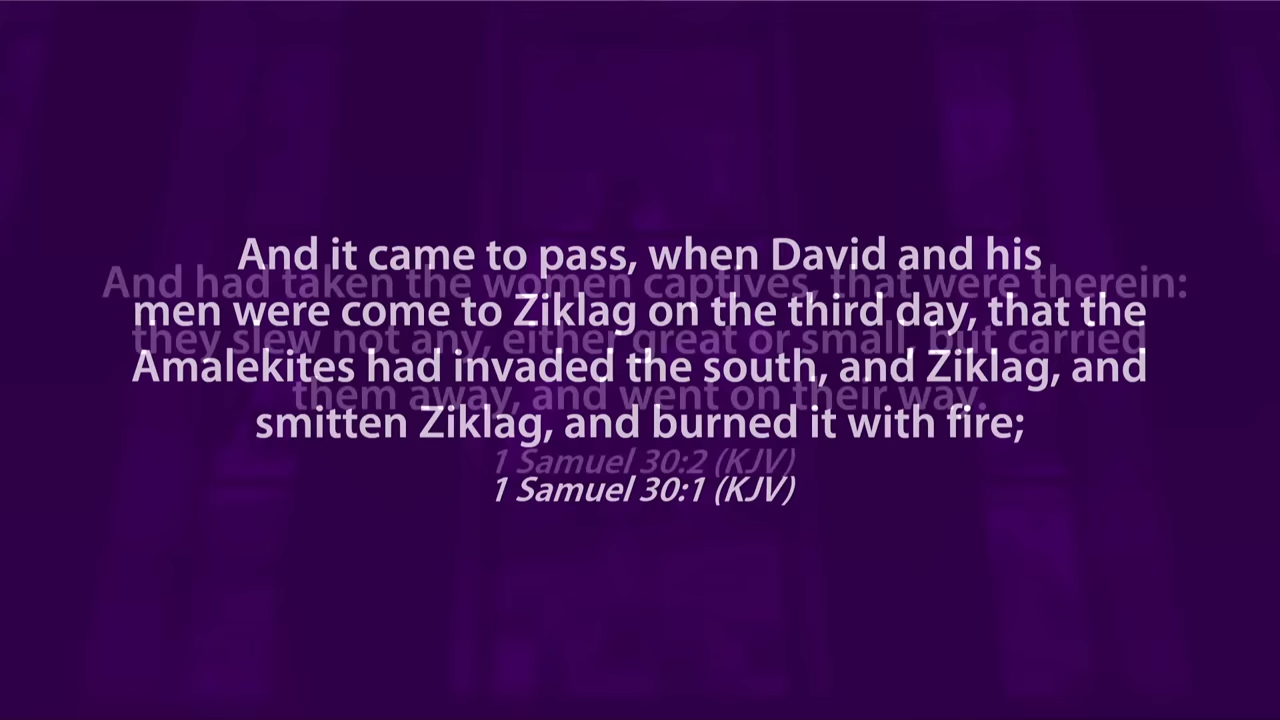 And it came to pass, when David and his
men were come to Ziklag on the third day, that the
Amalekites had invaded the south, and Ziklag, and
smitten Ziklag, and burned it with fire;
1 Samuel 30:1 (KJV)
And had taken the women captives, that were therein:
they slew not any, either great or small, but carried
them away, and went on their way.
1 Samuel 30:2 (KJV)